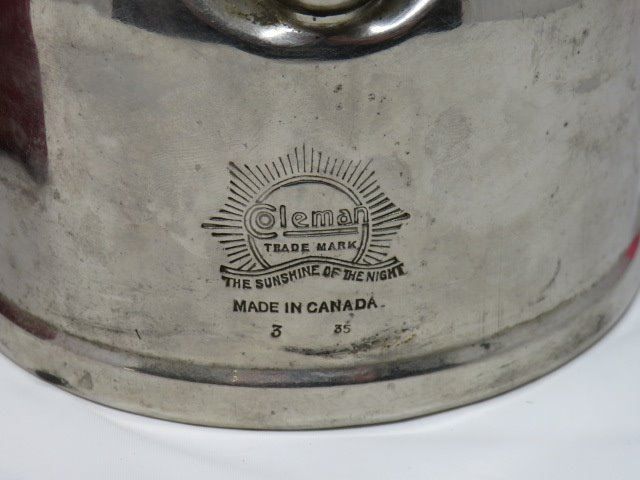 Coleman
TRADE MARK
THE SUNSHINE OF THE NIGHT
MADE IN CANADA
3 35